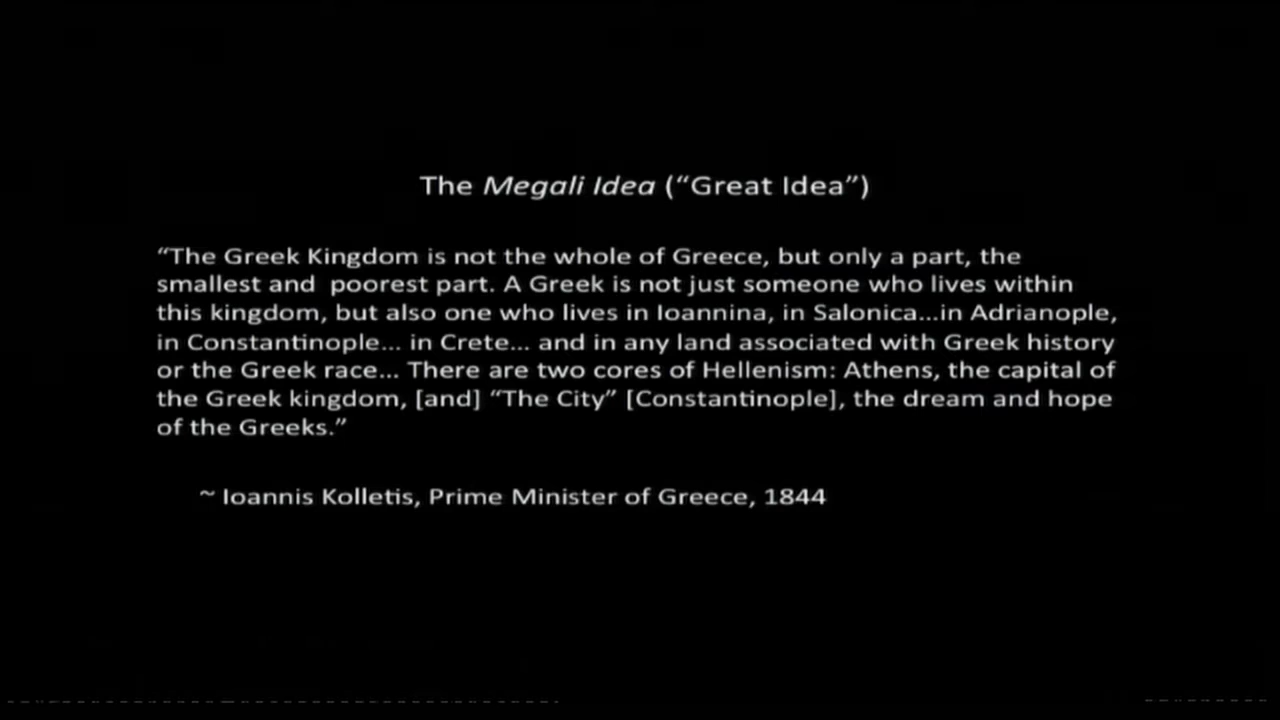 The Megali Idea (“Great Idea”)
“The Greek Kingdom is not the whole of Greece, but only a part, the
smallest and  poorest part. A Greek is not just someone who lives within
this kingdom, but also one who lives in Ioannina, in Salonica...in Adrianople,
in Constantinople... in Crete... and in any land associated with Greek history
or the Greek race... There are two cores of Hellenism: Athens, the capital of
the Greek kingdom, [and] “The City” [Constantinople], the dream and hope
of the Greeks.”
~ Ioannis Kolletis, Prime Minister of Greece, 1844